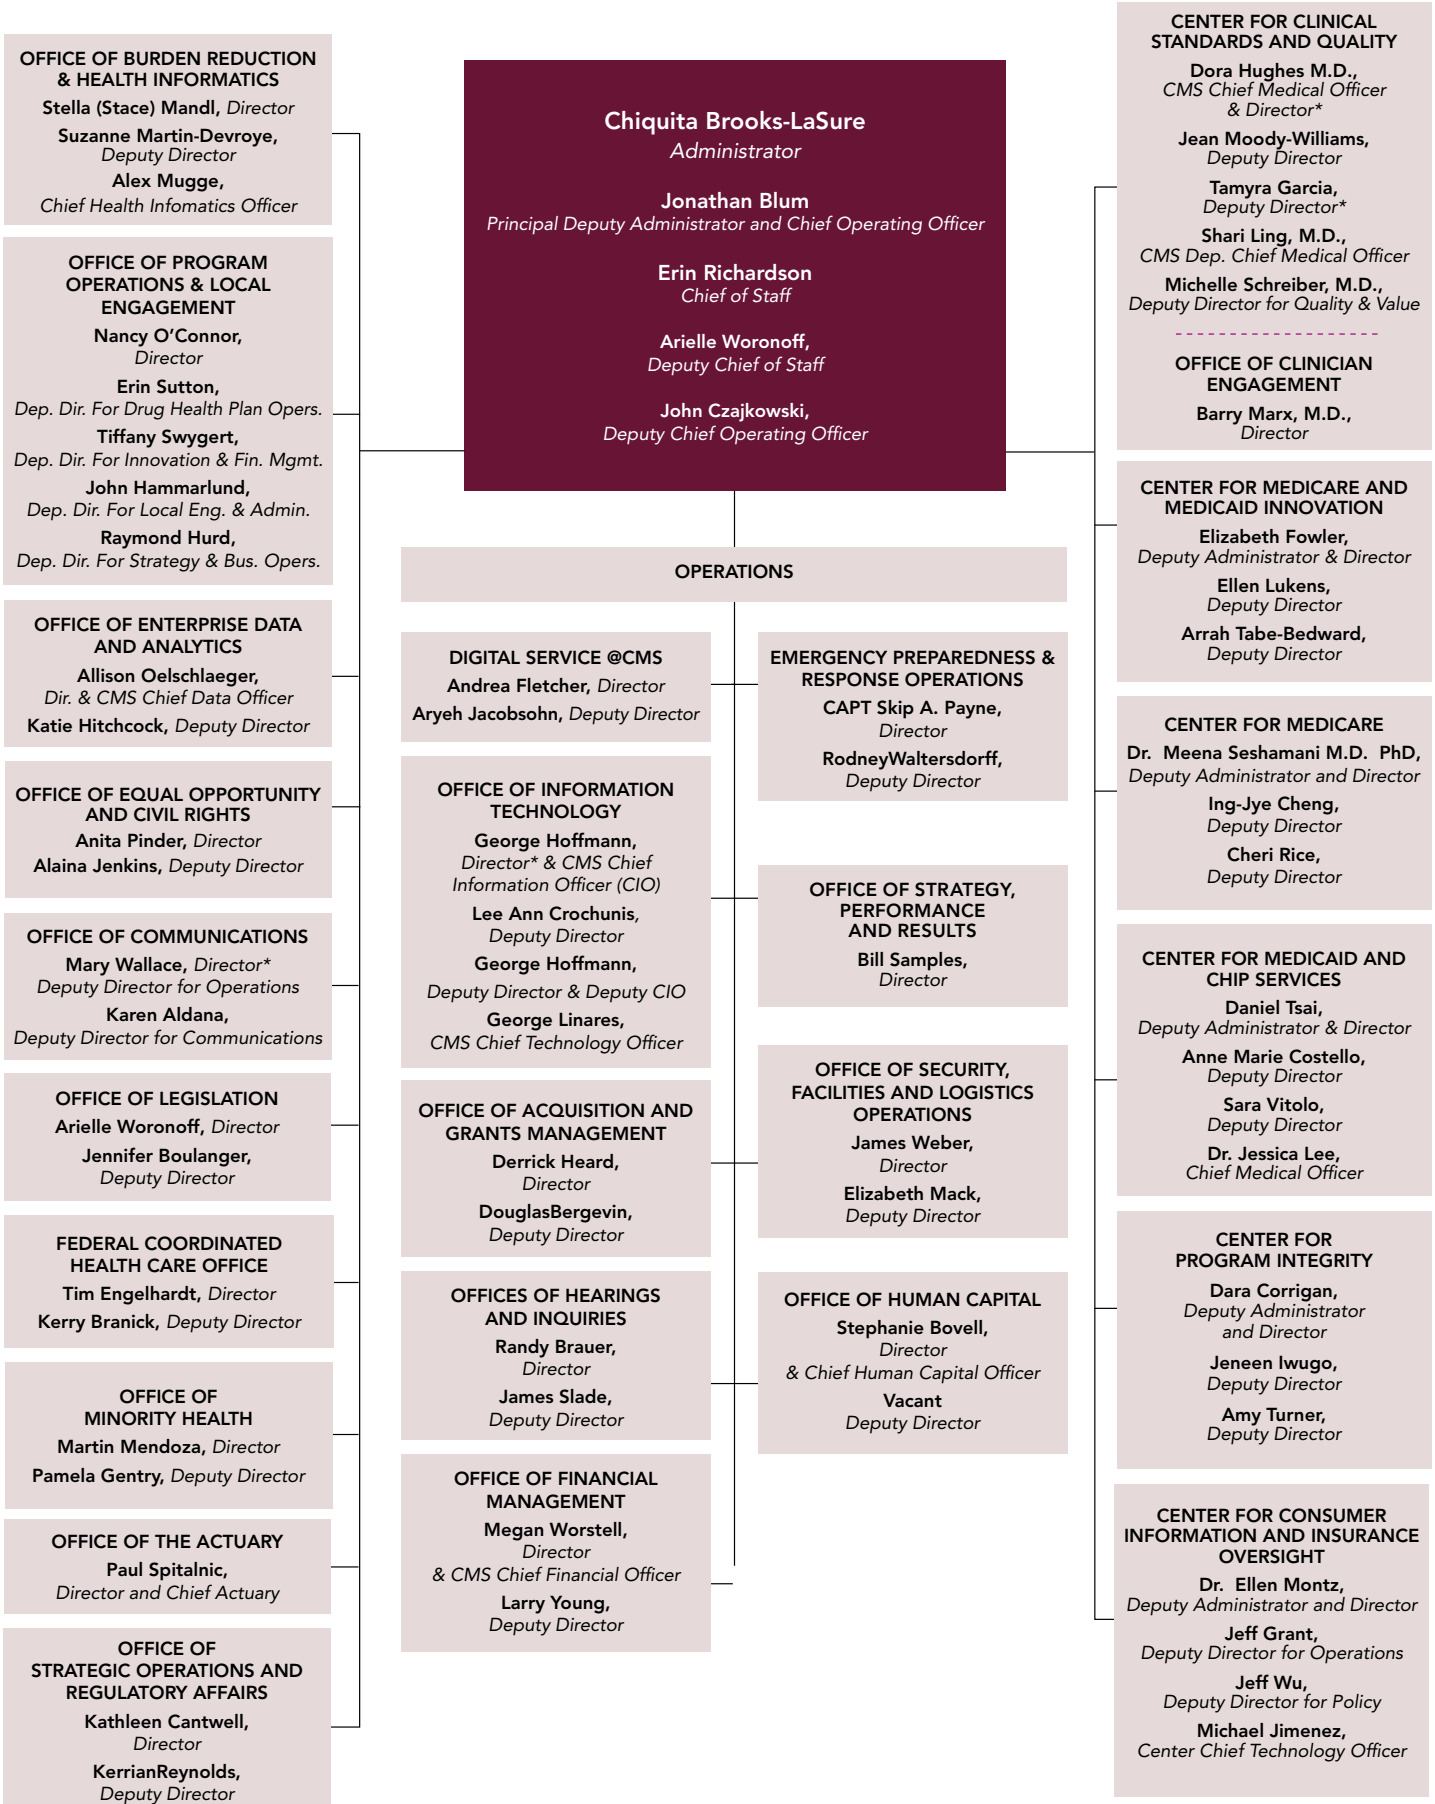 OFFICE OF BURDEN REDUCTION
& HEALTH INFORMATICS
Stella (Stace) Mandl, Director
Suzanne Martin-Devroye,
Deputy Director
Alex Mugge,
Chief Health Infomatics Officer
OFFICE OF PROGRAM
OPERATIONS & LOCAL
ENGAGEMENT
Nancy O’Connor,
Director
Erin Sutton,
Dep. Dir. For Drug Health Plan Opers.
Tiffany Swygert,
Dep. Dir. For Innovation & Fin. Mgmt.
John Hammarlund,
Dep. Dir. For Local Eng. & Admin.
Raymond Hurd,
Dep. Dir. For Strategy & Bus. Opers.
OFFICE OF ENTERPRISE DATA
AND ANALYTICS
Allison Oelschlaeger,
Dir. & CMS Chief Data Officer
Katie Hitchcock, Deputy Director
OFFICE OF EQUAL OPPORTUNITY
AND CIVIL RIGHTS
Anita Pinder, Director
Alaina Jenkins, Deputy Director
OFFICE OF COMMUNICATIONS
Mary Wallace, Director*
Deputy Director for Operations
Karen Aldana,
Deputy Director for Communications
OFFICE OF LEGISLATION
Arielle Woronoff, Director
Jennifer Boulanger,
Deputy Director
FEDERAL COORDINATED
HEALTH CARE OFFICE
Tim Engelhardt, Director
Kerry Branick, Deputy Director
OFFICE OF
MINORITY HEALTH
Martin Mendoza, Director
Pamela Gentry, Deputy Director
OFFICE OF THE ACTUARY
Paul Spitalnic,
Director and Chief Actuary
OFFICE OF
STRATEGIC OPERATIONS AND
REGULATORY AFFAIRS
Kathleen Cantwell,
Director
KerrianReynolds,
Deputy Director
Chiquita Brooks-LaSure
Administrator
Jonathan Blum
Principal Deputy Administrator and Chief Operating Officer
Erin Richardson
Chief of Staff
Arielle Woronoff,
Deputy Chief of Staff
John Czajkowski,
Deputy Chief Operating Officer
OPERATIONS
DIGITAL SERVICE @CMS
Andrea Fletcher, Director
Aryeh Jacobsohn, Deputy Director
OFFICE OF INFORMATION
TECHNOLOGY
George Hoffmann,
Director* & CMS Chief
Information Officer (CIO)
Lee Ann Crochunis,
Deputy Director
George Hoffmann,
Deputy Director & Deputy CIO
George Linares,
CMS Chief Technology Officer
OFFICE OF ACQUISITION AND
GRANTS MANAGEMENT
Derrick Heard,
Director
DouglasBergevin,
Deputy Director
OFFICES OF HEARINGS
AND INQUIRIES
Randy Brauer,
Director
James Slade,
Deputy Director
OFFICE OF FINANCIAL
MANAGEMENT
Megan Worstell,
Director
& CMS Chief Financial Officer
Larry Young,
Deputy Director
EMERGENCY PREPAREDNESS &
RESPONSE OPERATIONS
CAPT Skip A. Payne,
Director
RodneyWaltersdorff,
Deputy Director
OFFICE OF STRATEGY,
PERFORMANCE
AND RESULTS
Bill Samples,
Director
OFFICE OF SECURITY,
FACILITIES AND LOGISTICS
OPERATIONS
James Weber,
Director
Elizabeth Mack,
Deputy Director
OFFICE OF HUMAN CAPITAL
Stephanie Bovell,
Director
& Chief Human Capital Officer
Vacant
Deputy Director
CENTER FOR CLINICAL
STANDARDS AND QUALITY
Dora Hughes M.D.,
CMS Chief Medical Officer
& Director*
Jean Moody-Williams,
Deputy Director
Tamyra Garcia,
Deputy Director*
Shari Ling, M.D.,
CMS Dep. Chief Medical Officer
Michelle Schreiber, M.D.,
Deputy Director for Quality & Value
OFFICE OF CLINICIAN
ENGAGEMENT
Barry Marx, M.D.,
Director
CENTER FOR MEDICARE AND
MEDICAID INNOVATION
Elizabeth Fowler,
Deputy Administrator & Director
Ellen Lukens,
Deputy Director
Arrah Tabe-Bedward,
Deputy Director
CENTER FOR MEDICARE
Dr. Meena Seshamani M.D. PhD,
Deputy Administrator and Director
Ing-Jye Cheng,
Deputy Director
Cheri Rice,
Deputy Director
CENTER FOR MEDICAID AND
CHIP SERVICES
Daniel Tsai,
Deputy Administrator & Director
Anne Marie Costello,
Deputy Director
Sara Vitolo,
Deputy Director
Dr. Jessica Lee,
Chief Medical Officer
CENTER FOR
PROGRAM INTEGRITY
Dara Corrigan,
Deputy Administrator
and Director
Jeneen Iwugo,
Deputy Director
Amy Turner,
Deputy Director
CENTER FOR CONSUMER
INFORMATION AND INSURANCE
OVERSIGHT
Dr. Ellen Montz,
Deputy Administrator and Director
Jeff Grant,
Deputy Director for Operations
Jeff Wu,
Deputy Director for Policy
Michael Jimenez,
Center Chief Technology Officer